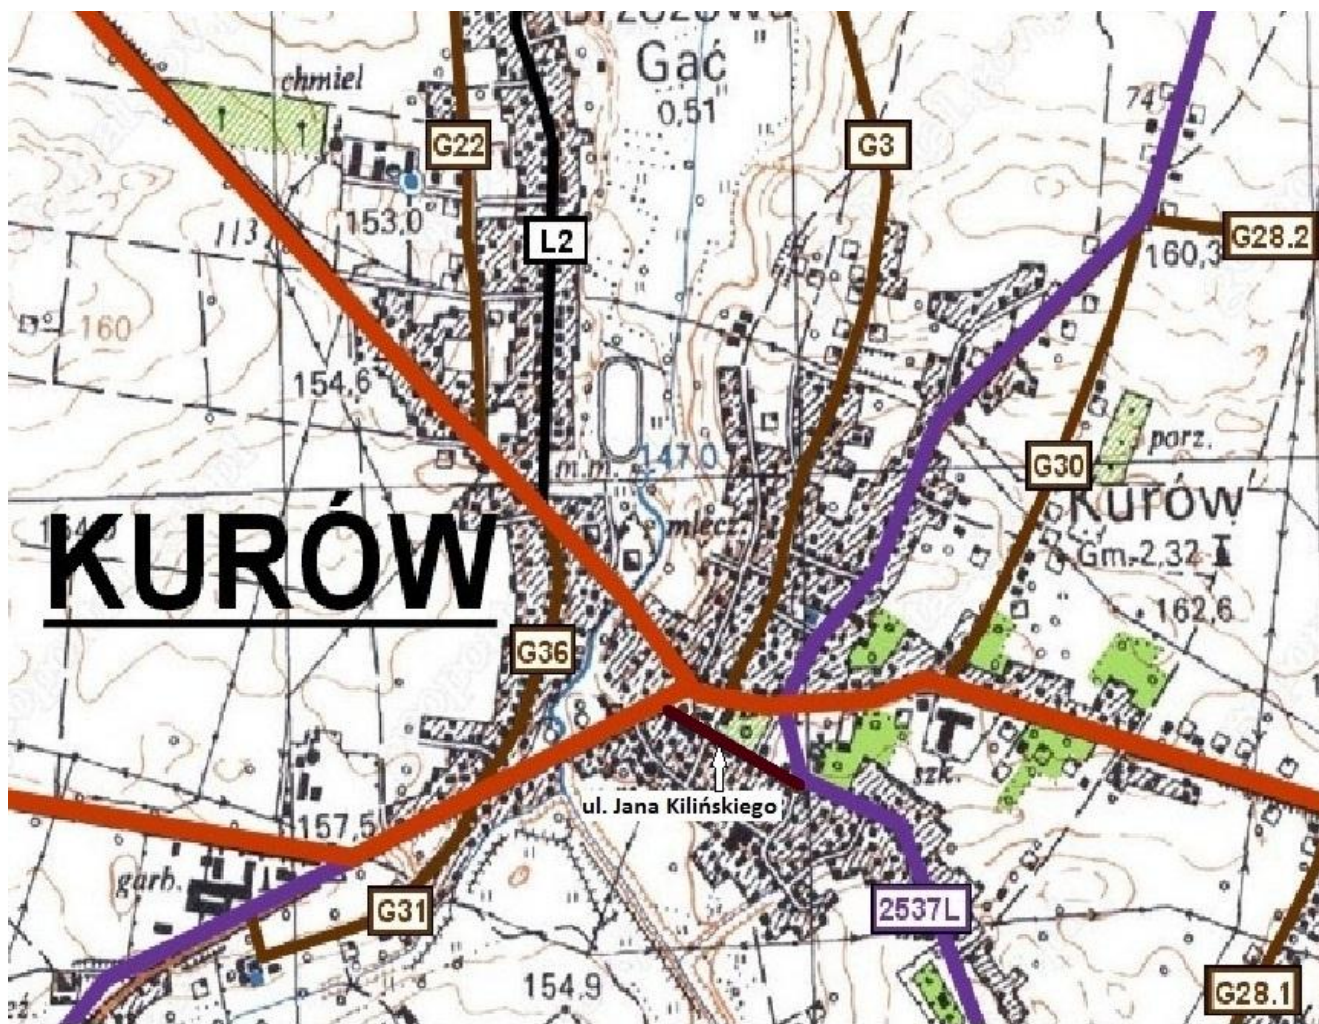 chmiel
Gać
0,51
G22
G3
74
153.0
113
L2
G28.2
160,3
160
154,6
porz.
m.m.
147.0
G30
KURÓW
mlecz.
Kurów
Gm.-2,32
162,6
G36
szk.
ul. Jana Kilińskiego
157,5
garb.
G31
2537L
154,9
G28.1